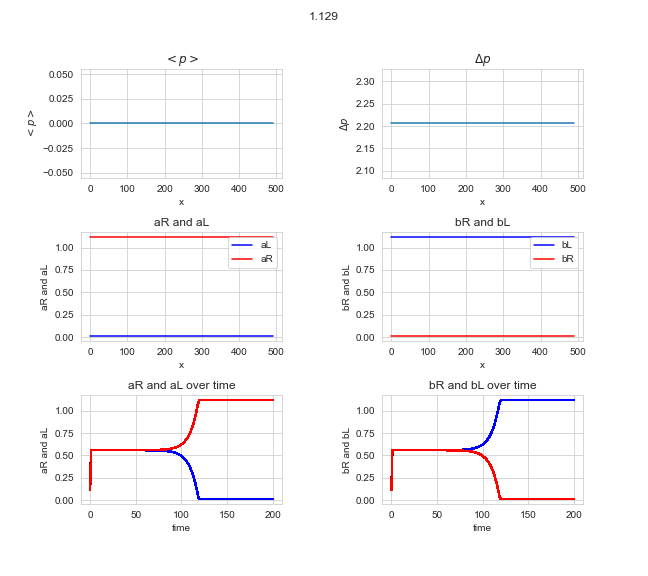 1.129
< p >
Δp
0.050
0.025
0.000
−0.025
−0.050
< p >
0
100
200
300
400
500
x
2.30
2.25
2.20
2.15
2.10
Δp
0
100
200
300
400
500
x
aR and aL
bR and bL
1.00
0.75
0.50
0.25
0.00
aR and aL
aL
aR
0
100
200
300
400
500
x
1.00
0.75
0.50
0.25
0.00
bR and bL
bL
bR
0
100
200
300
400
500
x
aR and aL over time
bR and bL over time
1.00
0.75
0.50
0.25
0.00
aR and aL
0
50
100
150
200
time
1.00
0.75
0.50
0.25
0.00
bR and bL
0
50
100
150
200
time